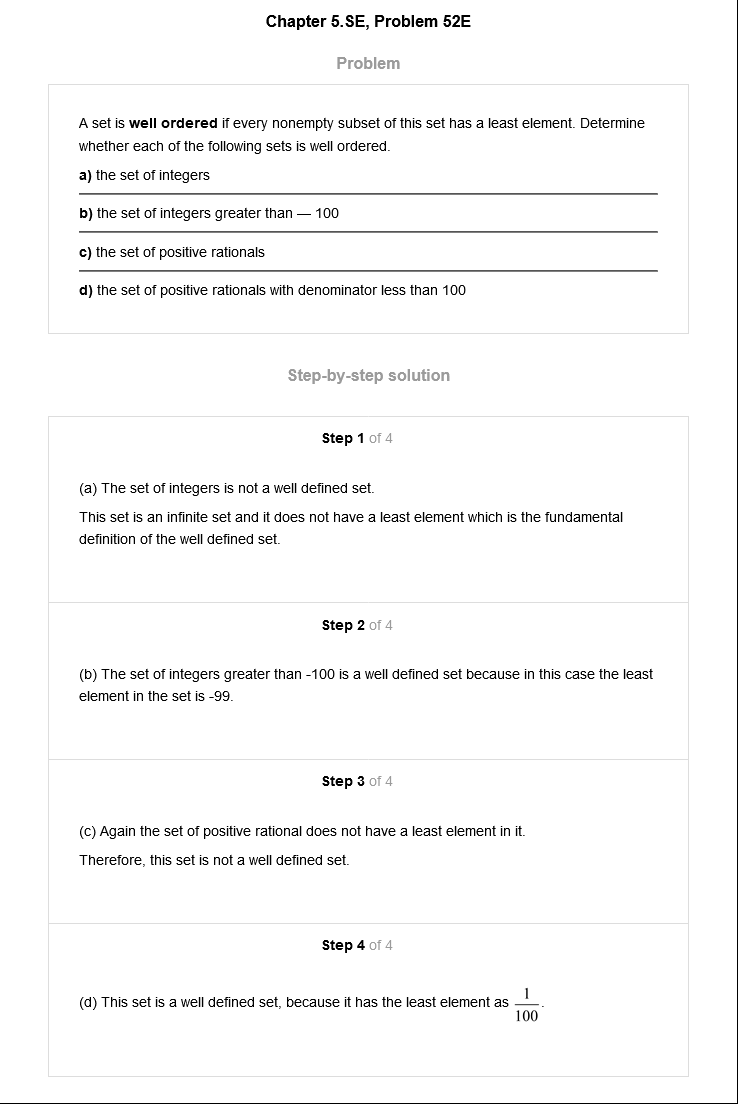 Chapter 5.SE, Problem 52E
Problem
A set is well ordered if every nonempty subset of this set has a least element. Determine
whether each of the following sets is well ordered.
a) the set of integers
b) the set of integers greater than — 100
c) the set of positive rationals
d) the set of positive rationals with denominator less than 100
Step-by-step solution
Step 1 of 4
(a) The set of integers is not a well defined set.
This set is an infinite set and it does not have a least element which is the fundamental
definition of the well defined set.
Step 2 of 4
(b) The set of integers greater than -100 is a well defined set because in this case the least
element in the set is -99.
Step 3 of 4
(c) Again the set of positive rational does not have a least element in it.
Therefore, this set is not a well defined set.
Step 4 of 4
(d) This set is a well defined set, because it has the least element as 1/100.